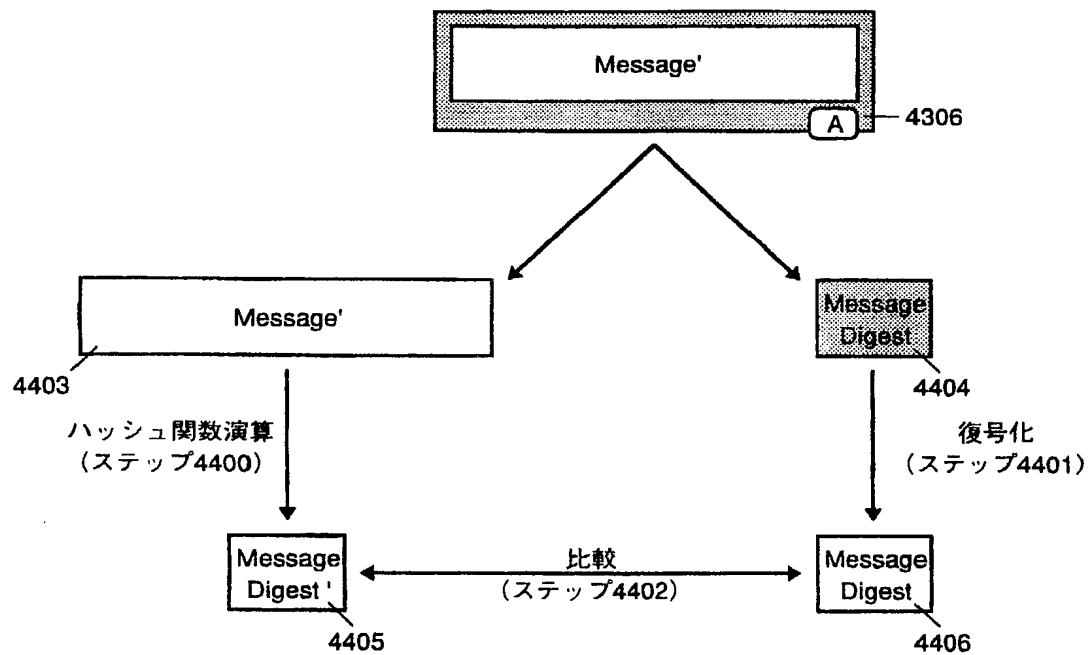 Message'
A
4306
Message'
4403
Message
Digest
4404
ハッシュ関数演算
(ステップ4400)
復号化
(ステップ4401)
Message
Digest '
4405
比較
(ステップ4402)
Message
Digest
4406